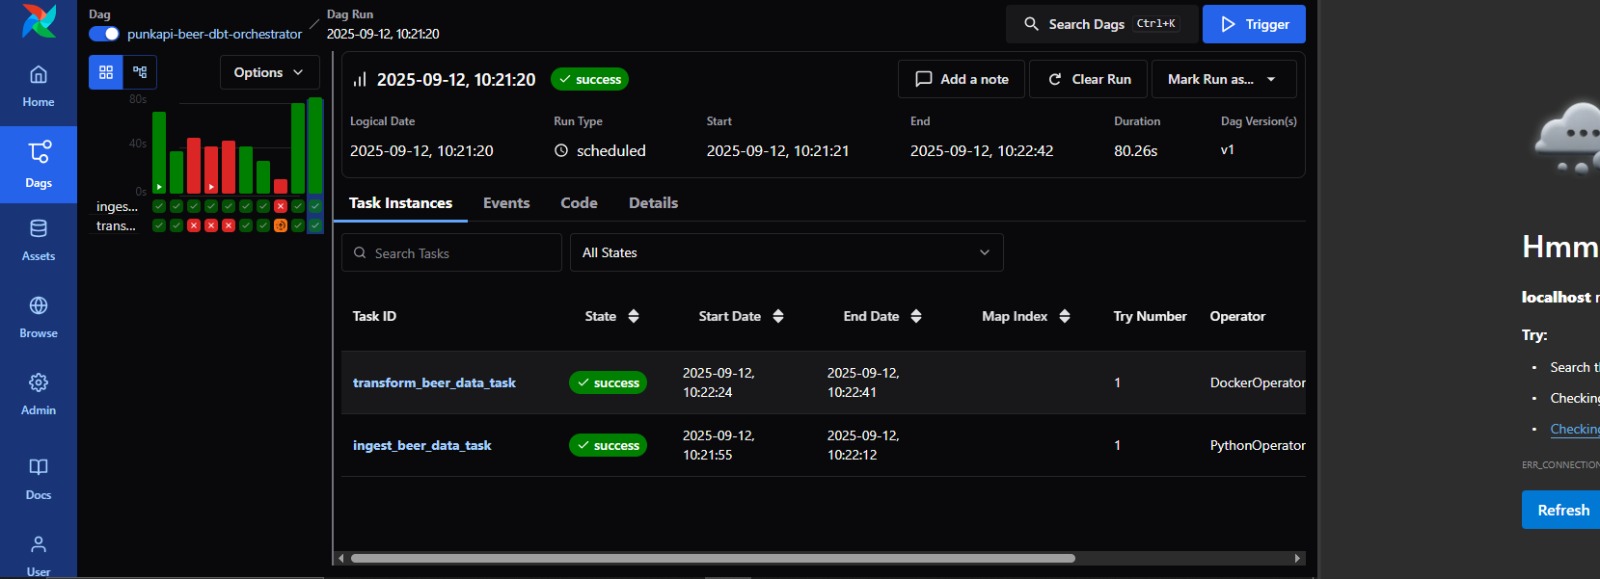 Dag
punkapi-beer-dbt-orchestrator
Dag Run
2025-09-12, 10:21:20
Search Dags Ctrl+K
Trigger
Home
Dags
Assets
Browse
Admin
Docs
User
Options
80s
40s
0s
inges...
trans...
2025-09-12, 10:21:20 success
Add a note
Clear Run
Mark Run as...
Logical Date Run Type Start End Duration Dag Version(s)
2025-09-12, 10:21:20 scheduled 2025-09-12, 10:21:21 2025-09-12, 10:22:42 80.26s v1
Task Instances Events Code Details
Search Tasks
All States
Task ID State Start Date End Date Map Index Try Number Operator
transform_beer_data_task success 2025-09-12, 10:22:24 2025-09-12, 10:22:41 1 DockerOperator
ingest_beer_data_task success 2025-09-12, 10:21:55 2025-09-12, 10:22:12 1 PythonOperator
Hmm
localhost
Try:
Search
Checking
Checking
ERR_CONNECTION
Refresh